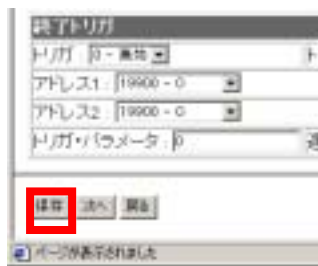 終了トリガ
トリガ 0 - 無効 ト
アドレス1: 19900 - 0
アドレス2: 19900 - 0
トリガ・パラメータ: 0
保存 次へ 戻る
ページが表示されました